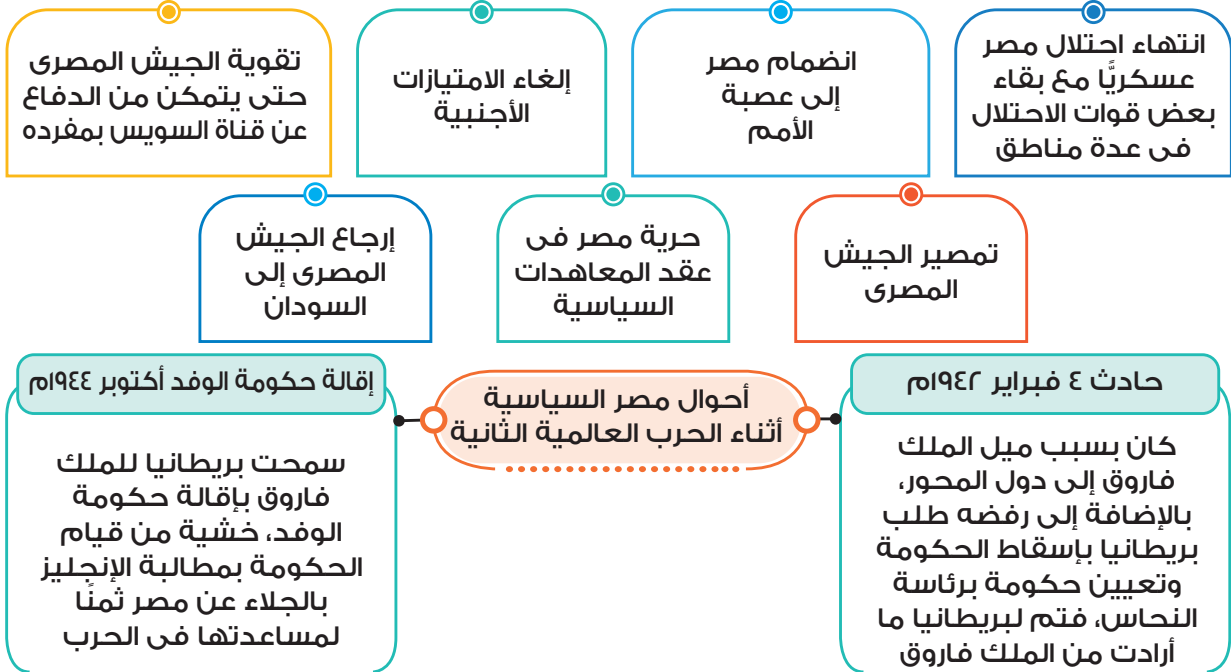 انتهاء احتلال مصر
عسكريًّا مع بقاء
بعض قوات الاحتلال
فى عدة مناطق
انضمام مصر
إلى عصبة
الأمم
إلغاء الامتيازات
الأجنبية
تقوية الجيش المصرى
حتى يتمكن من الدفاع
عن قناة السويس بمفرده
تمصير الجيش
المصرى
حرية مصر فى
عقد المعاهدات
السياسية
إرجاع الجيش
المصرى إلى
السودان
أحوال مصر السياسية
أثناء الحرب العالمية الثانية
حادث ٤ فبراير ١٩٤٢م
كان بسبب ميل الملك
فاروق إلى دول المحور،
بالإضافة إلى رفضه طلب
بريطانيا بإسقاط الحكومة
وتعيين حكومة برئاسة
النحاس، فتم لبريطانيا ما
أرادت من الملك فاروق
إقالة حكومة الوفد أكتوبر ١٩٤٤م
سمحت بريطانيا للملك
فاروق بإقالة حكومة
الوفد، خشية من قيام
الحكومة بمطالبة الإنجليز
بالجلاء عن مصر ثمنًا
لمساعدتها فى الحرب